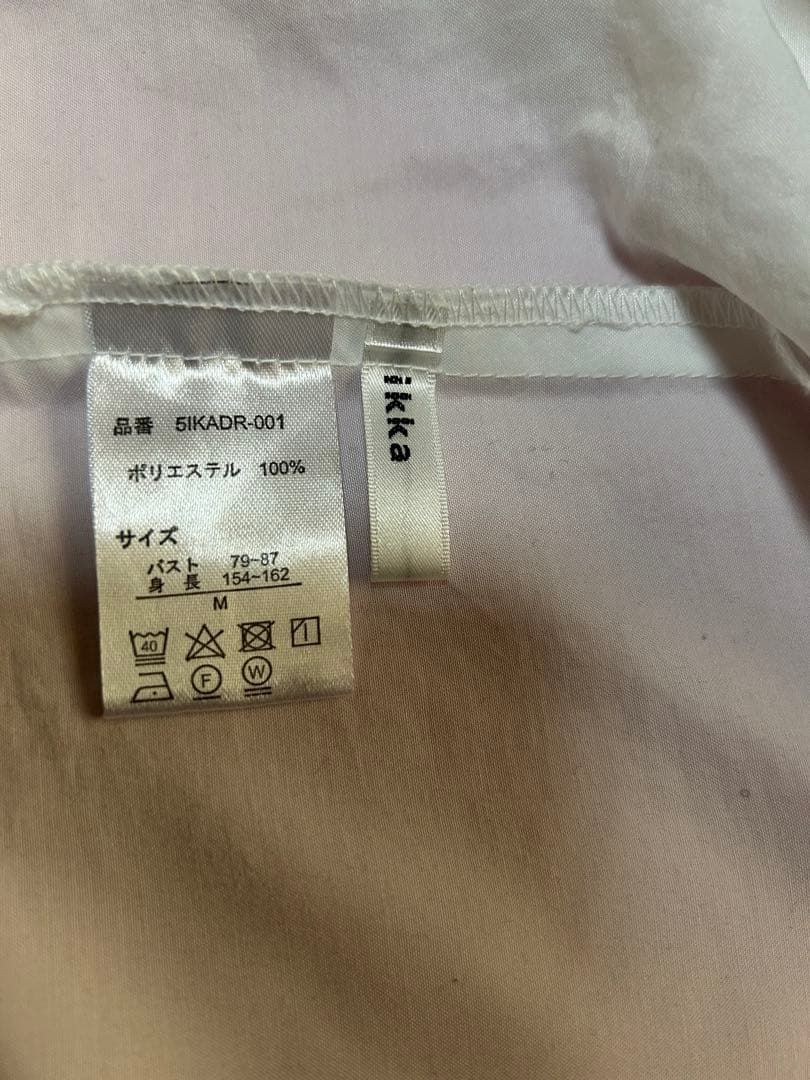 品番 5IKADR-001
ポリエステル 100%
サイズ
バスト 79-87
身長 154-162
M
40
F W
ikka